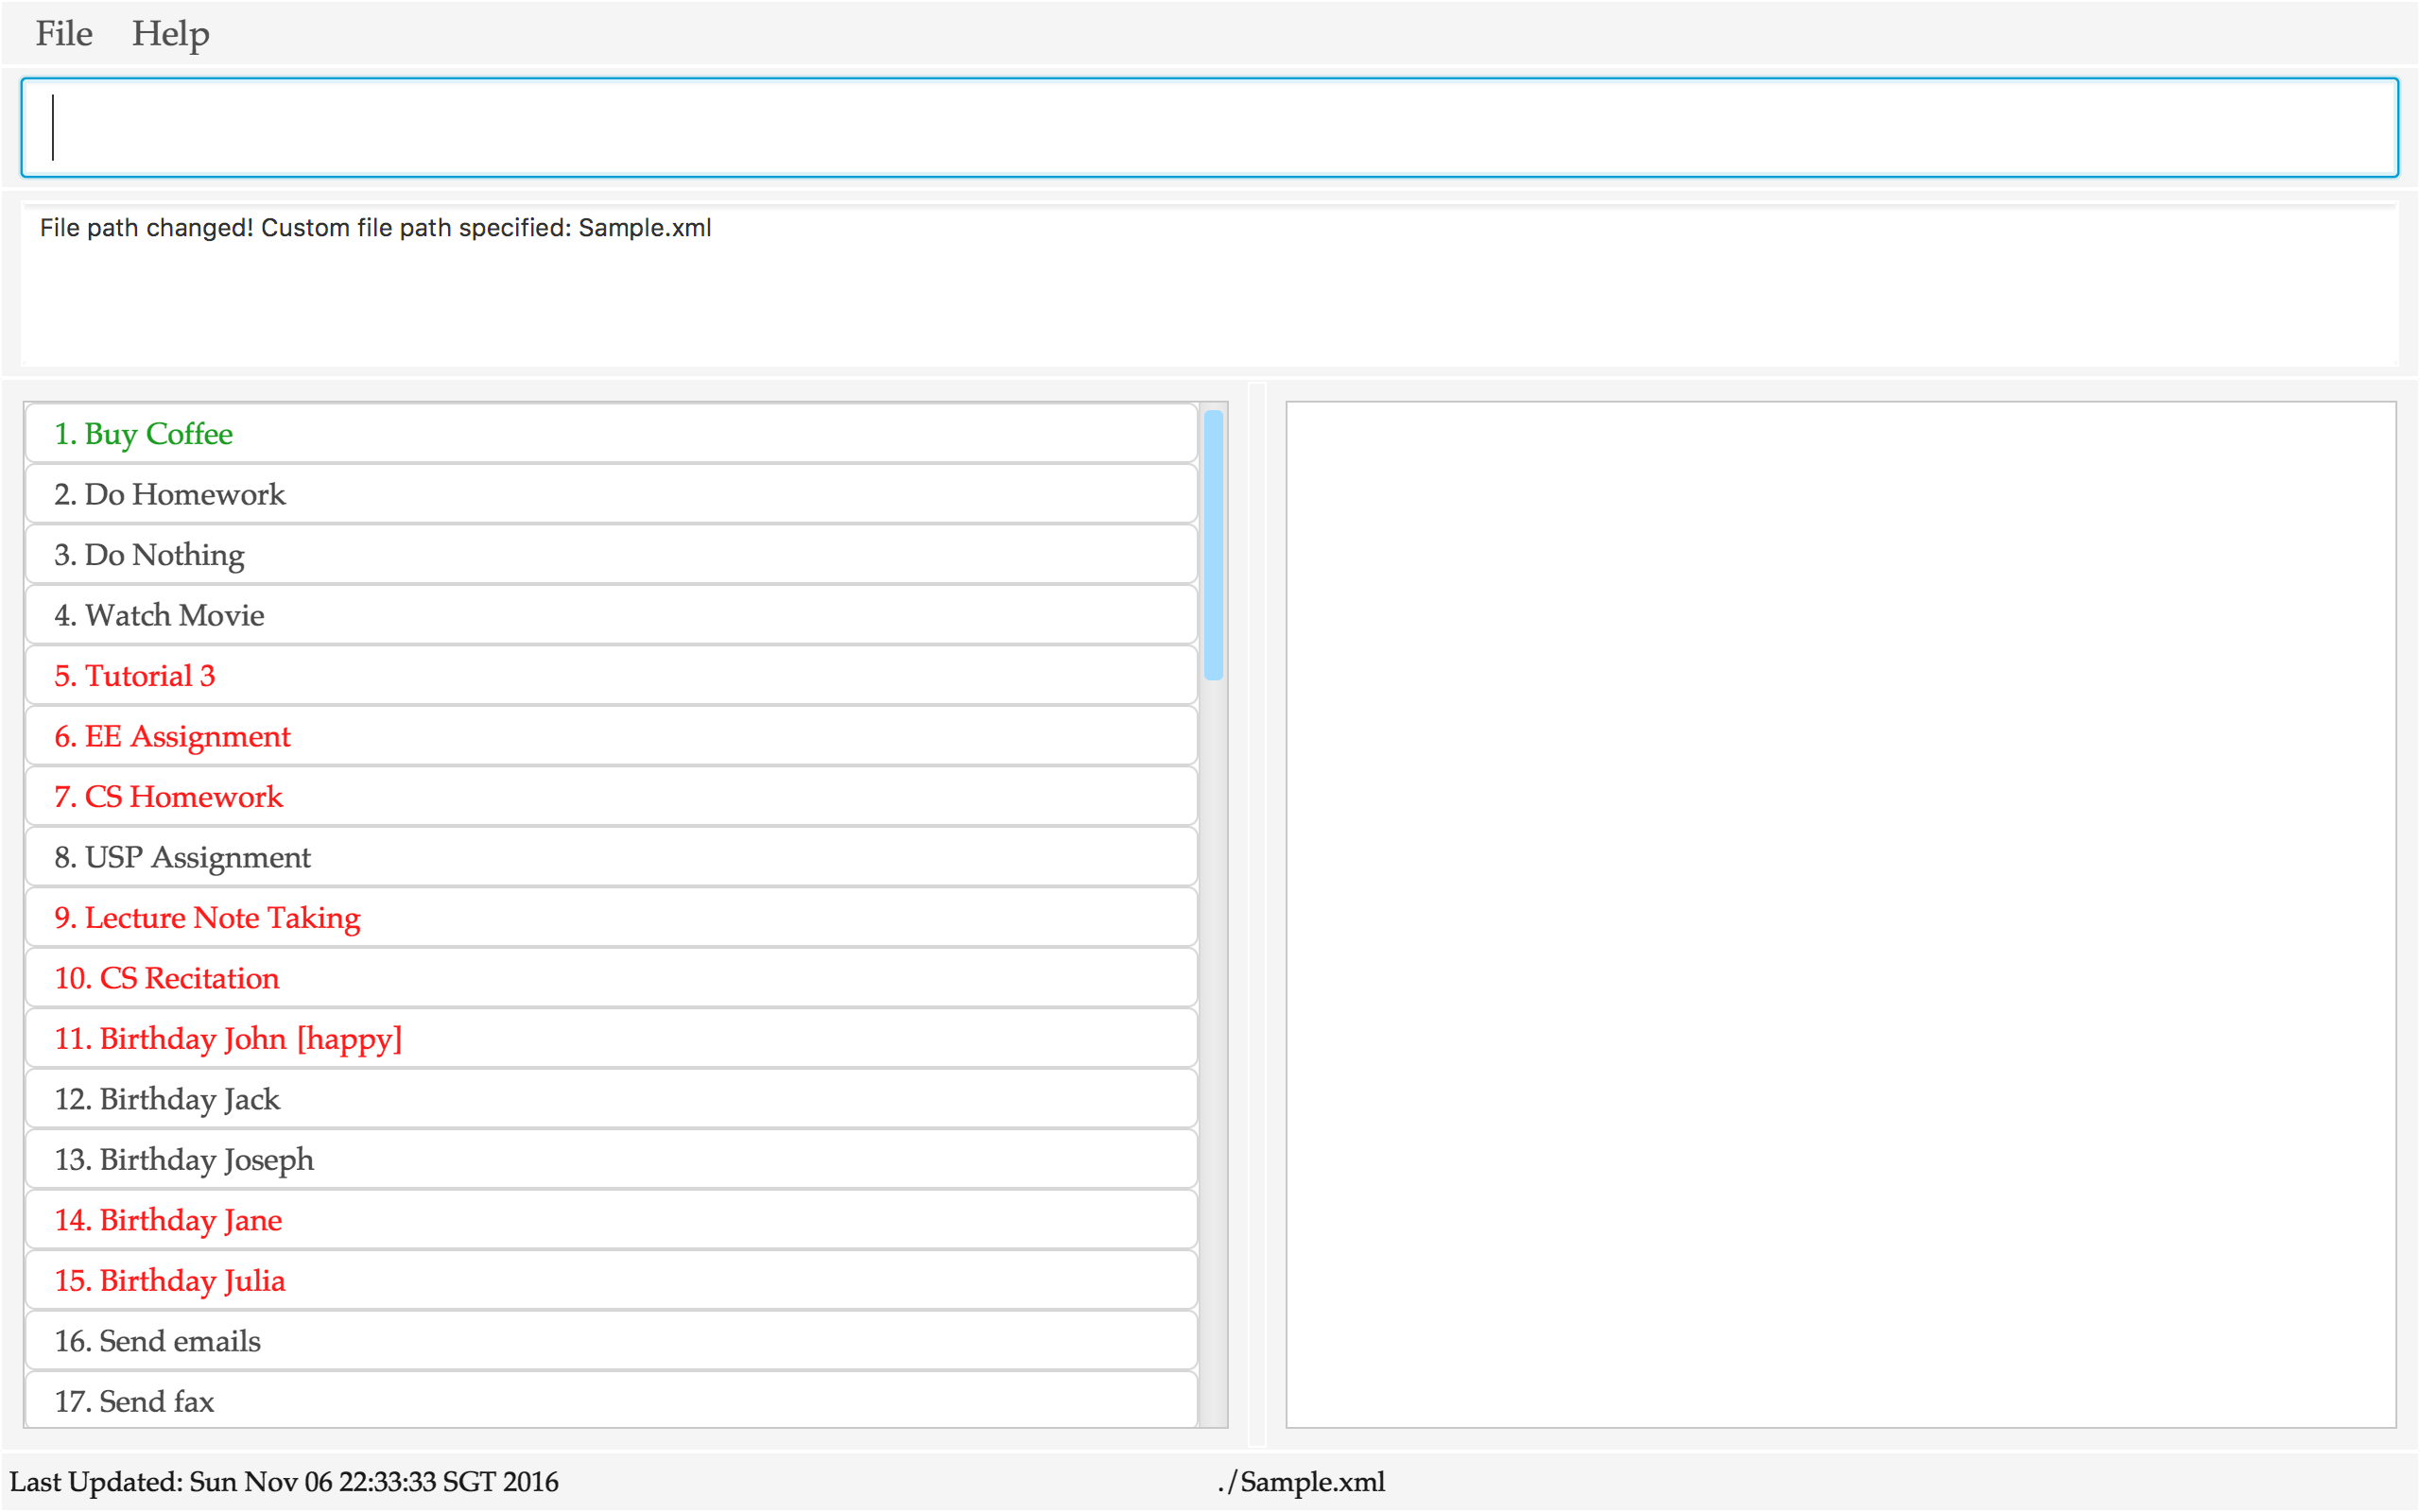 File Help
File path changed! Custom file path specified: Sample.xml
1. Buy Coffee
2. Do Homework
3. Do Nothing
4. Watch Movie
5. Tutorial 3
6. EE Assignment
7. CS Homework
8. USP Assignment
9. Lecture Note Taking
10. CS Recitation
11. Birthday John [happy]
12. Birthday Jack
13. Birthday Joseph
14. Birthday Jane
15. Birthday Julia
16. Send emails
17. Send fax
Last Updated: Sun Nov 06 22:33:33 SGT 2016 ./Sample.xml